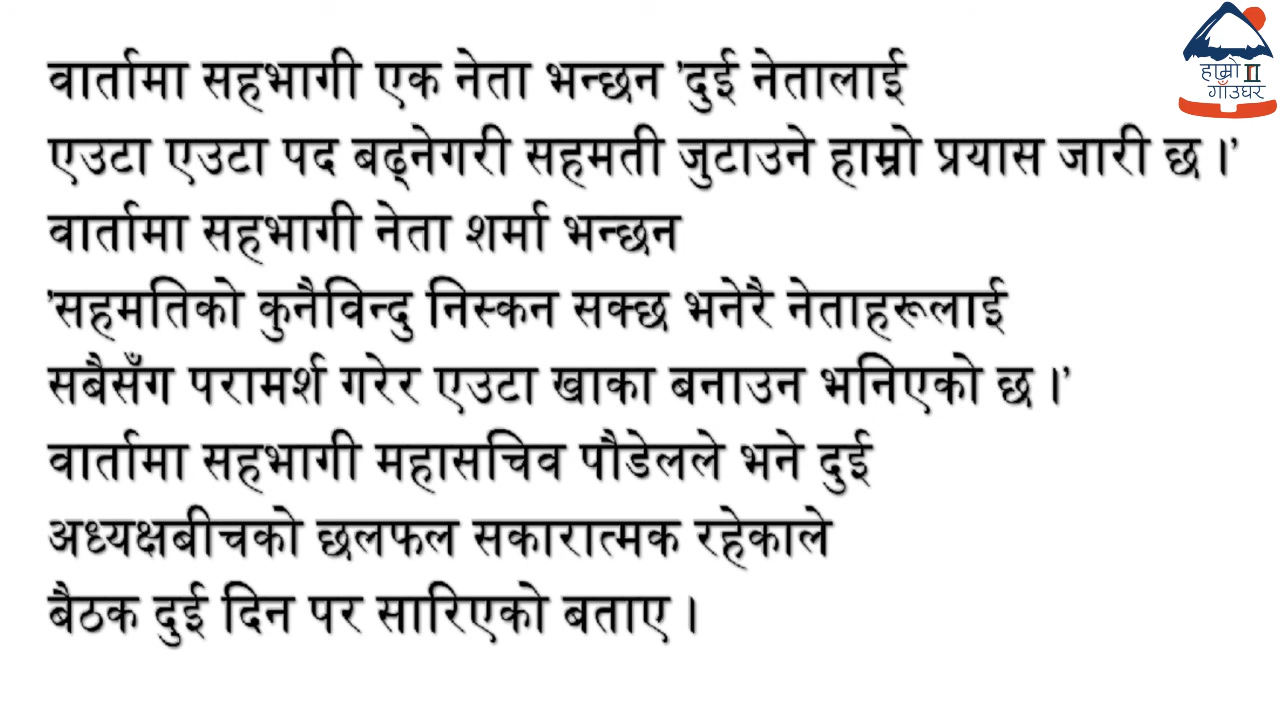 वार्तामा सहभागी एक नेता भन्छन 'दुई नेतालाई
एउटा एउटा पद बढ्नेगरी सहमती जुटाउने हाम्रो प्रयास जारी छ ।'
वार्तामा सहभागी नेता शर्मा भन्छन
'सहमतिको कुनैविन्दु निस्कन सक्छ भनेरै नेताहरूलाई
सबैसँग परामर्श गरेर एउटा खाका बनाउन भनिएको छ ।'
वार्तामा सहभागी महासचिव पौडेलले भने दुई
अध्यक्षबीचको छलफल सकारात्मक रहेकाले
बैठक दुई दिन पर सारिएको बताए ।
हाम्रो
गाँउघर